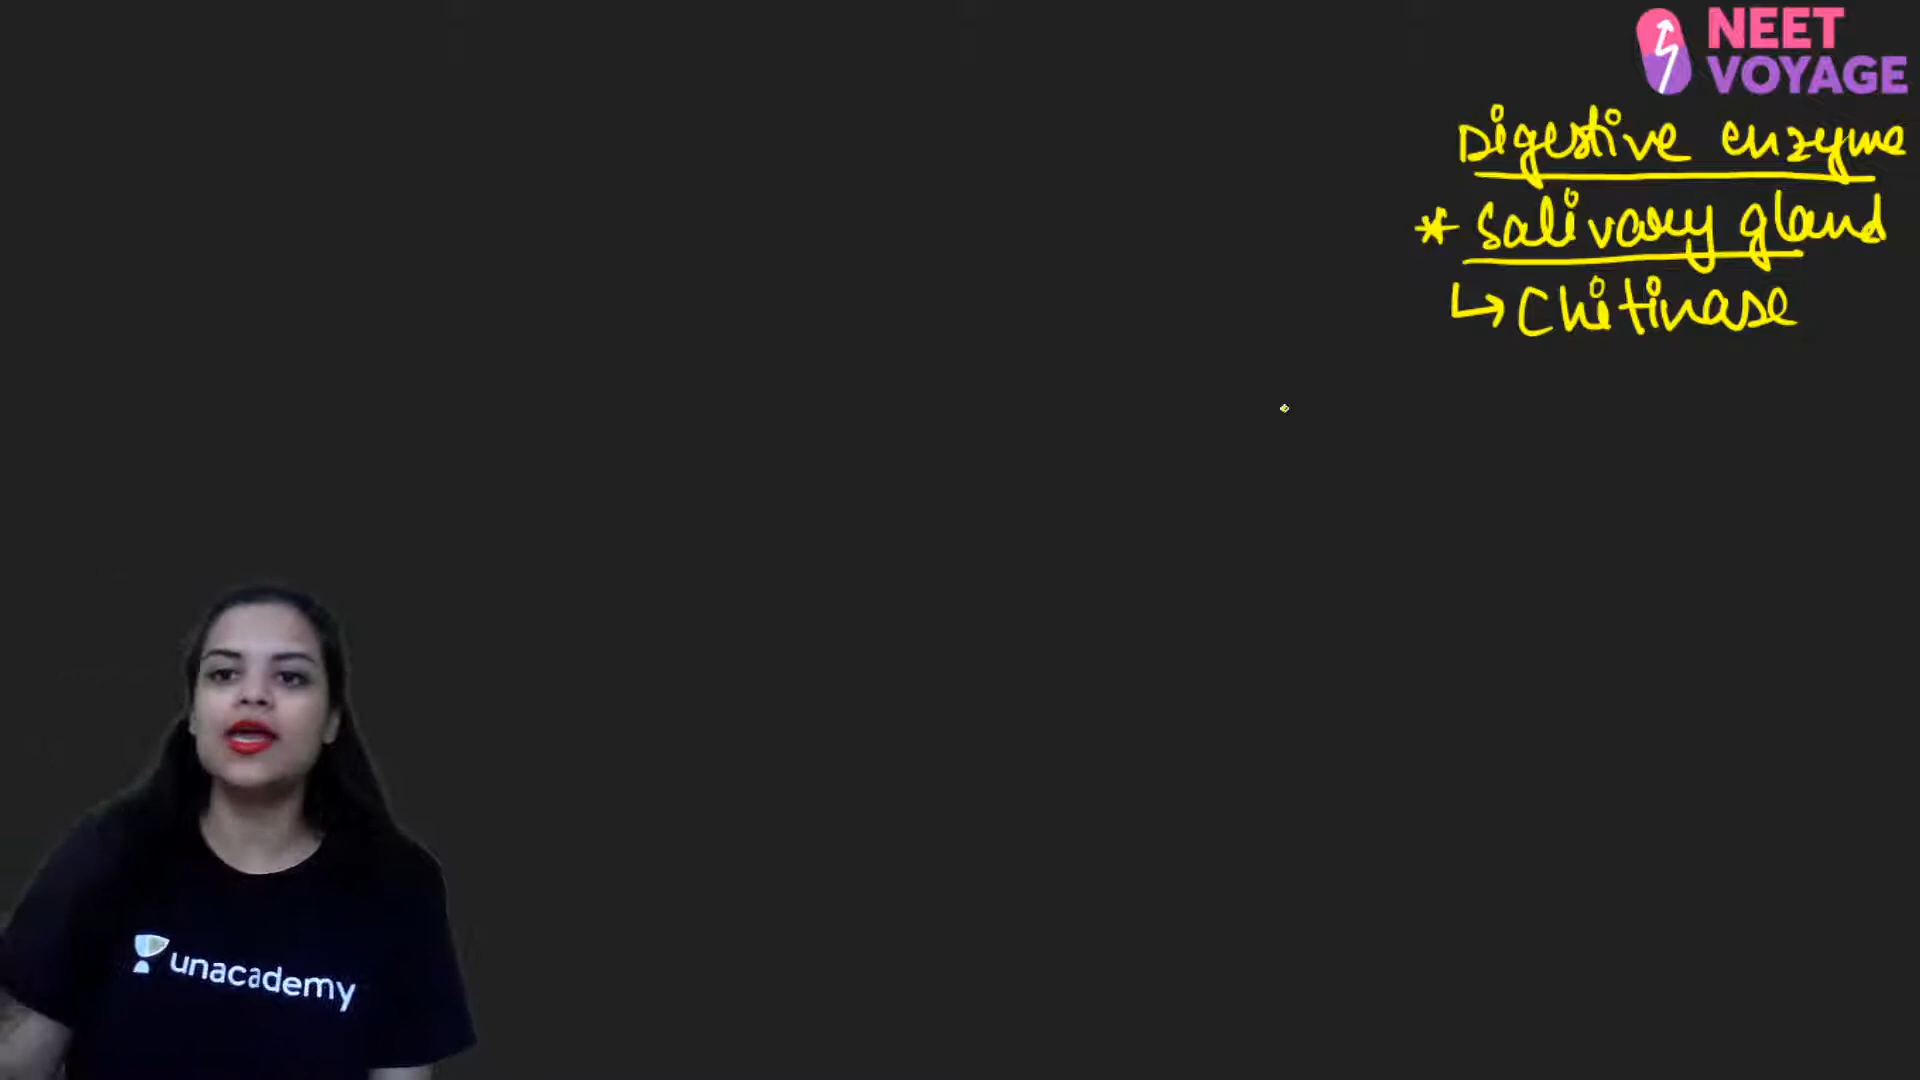 NEET
VOYAGE
Digestive enzyme
* Salivary gland
↳ Chitinase
unacademy